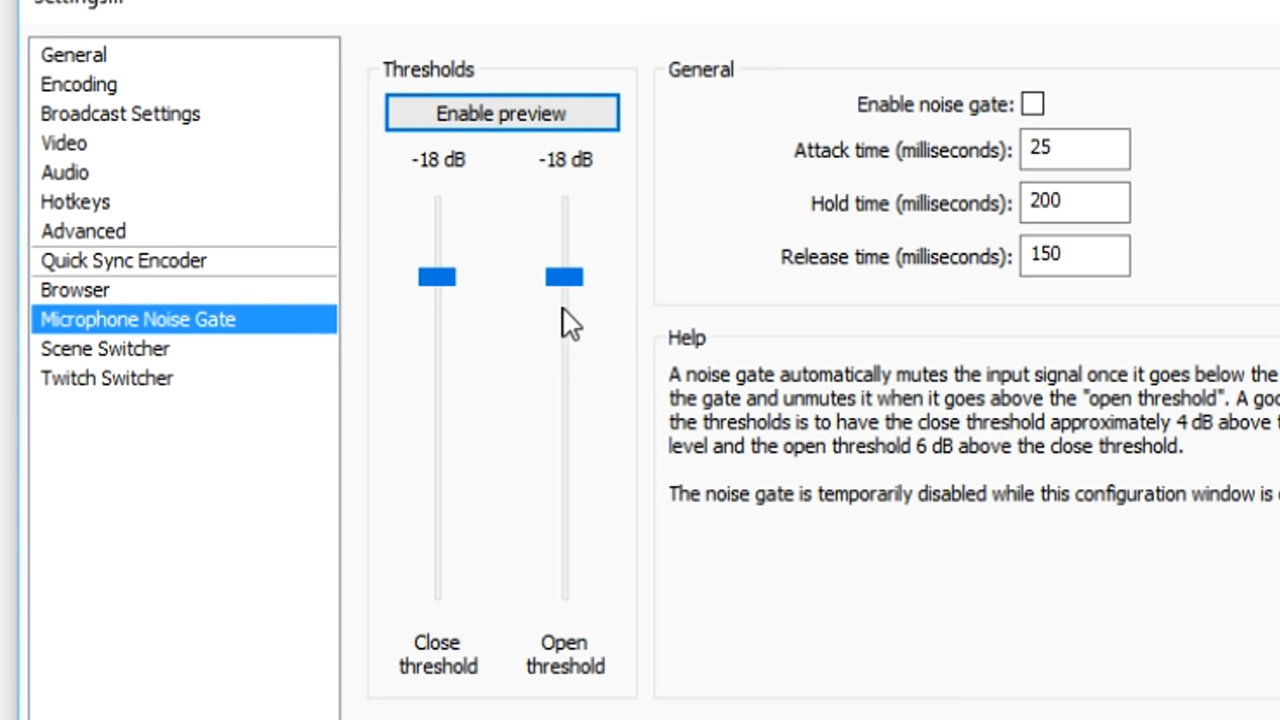 General
Encoding
Broadcast Settings
Video
Audio
Hotkeys
Advanced
Quick Sync Encoder
Browser
Microphone Noise Gate
Scene Switcher
Twitch Switcher
Thresholds
Enable preview
-18 dB -18 dB
Close threshold
Open threshold
General
Enable noise gate:
Attack time (milliseconds): 25
Hold time (milliseconds): 200
Release time (milliseconds): 150
Help
A noise gate automatically mutes the input signal once it goes below the
the gate and unmutes it when it goes above the "open threshold". A
the thresholds is to have the close threshold approximately 4 dB above
level and the open threshold 6 dB above the close threshold.
The noise gate is temporarily disabled while this configuration window is